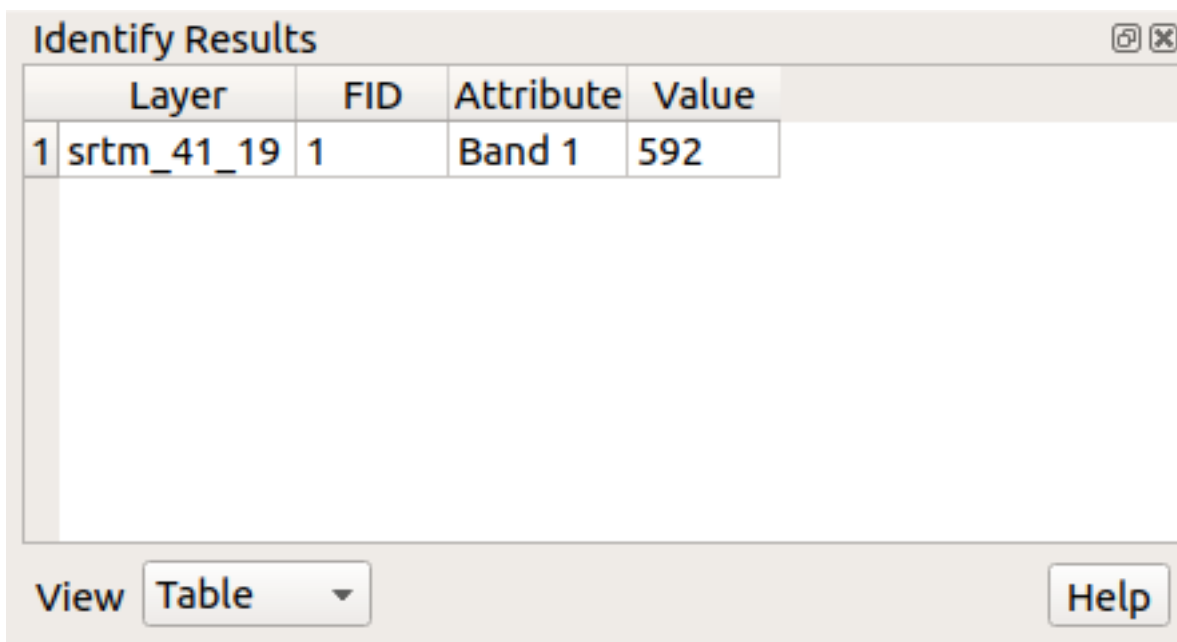 Identify Results
Layer FID Attribute Value
1 srtm_41_19 1 Band 1 592
View Table Help